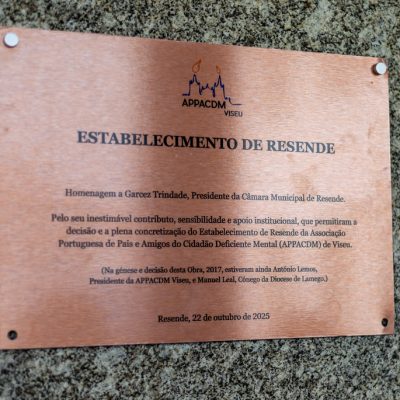 APPACDM
VISEU
ESTABELECIMENTO DE RESENDE
Homenagem a Garcez Trindade, Presidente da Câmara Municipal de Resende.
Pelo seu inestimável contributo, sensibilidade e apoio institucional, que permitiram a
decisão e a plena concretização do Estabelecimento de Resende da Associação
Portuguesa de Pais e Amigos do Cidadão Deficiente Mental (APPACDM) de Viseu.
(Na génese e decisão desta Obra, 2017, estiveram ainda António Lemos,
Presidente da APPACDM Viseu, e Manuel Leal, Cónego da Diocese de Lamego.)
Resende, 22 de outubro de 2025